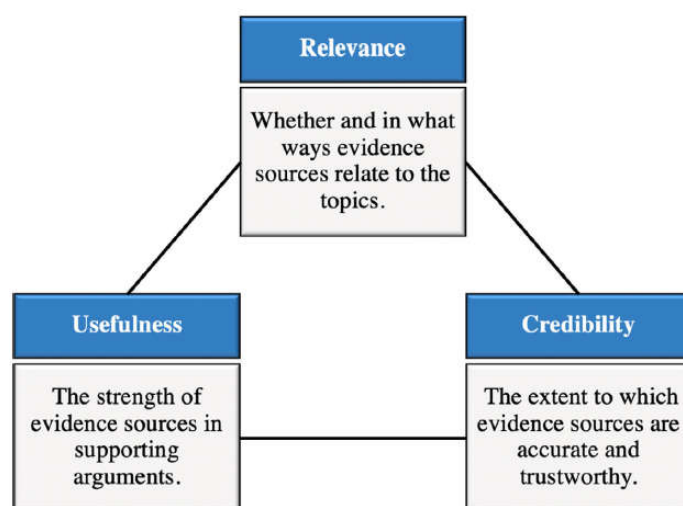 Relevance
Whether and in what
ways evidence
sources relate to the
topics.
Usefulness
The strength of
evidence sources in
supporting
arguments.
Credibility
The extent to which
evidence sources are
accurate and
trustworthy.